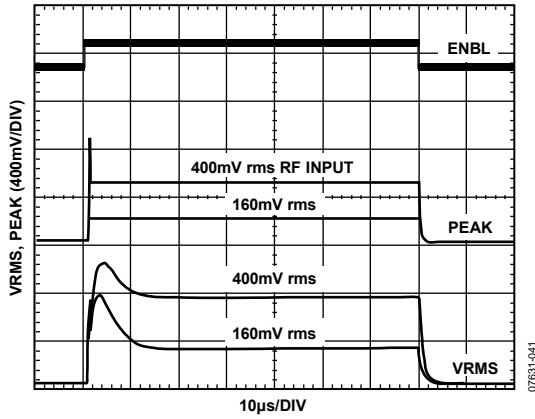 ENBL
400mV rms RF INPUT
160mV rms
PEAK
400mV rms
160mV rms
VRMS
VRMS, PEAK (400mV/DIV)
10µs/DIV
07631-041